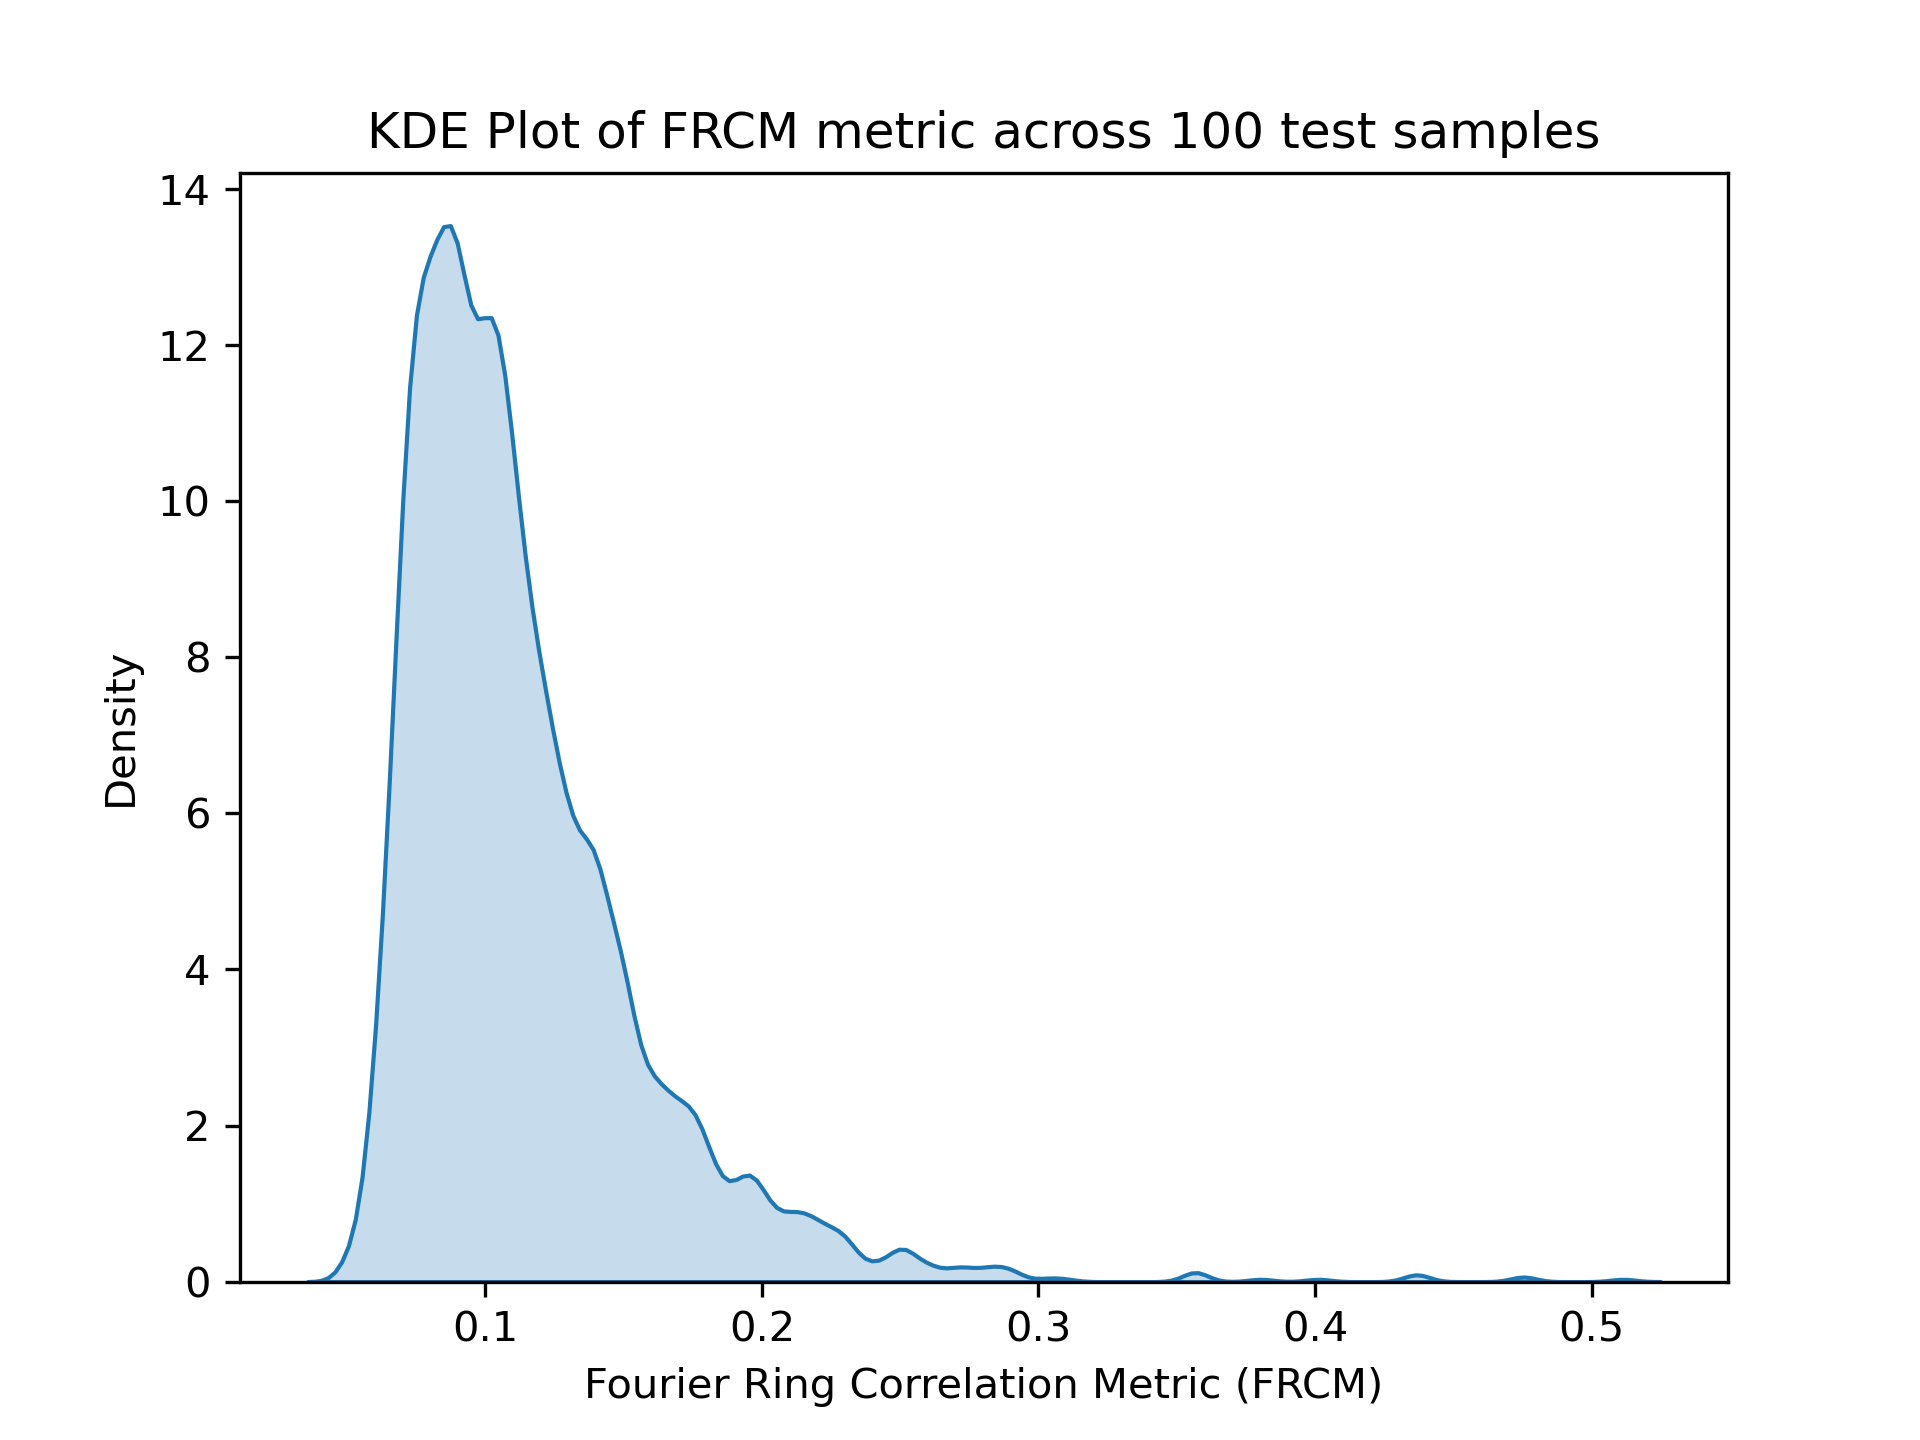 KDE Plot of FRCM metric across 100 test samples
14
12
10
8
6
4
2
0
Density
0.1 0.2 0.3 0.4 0.5
Fourier Ring Correlation Metric (FRCM)